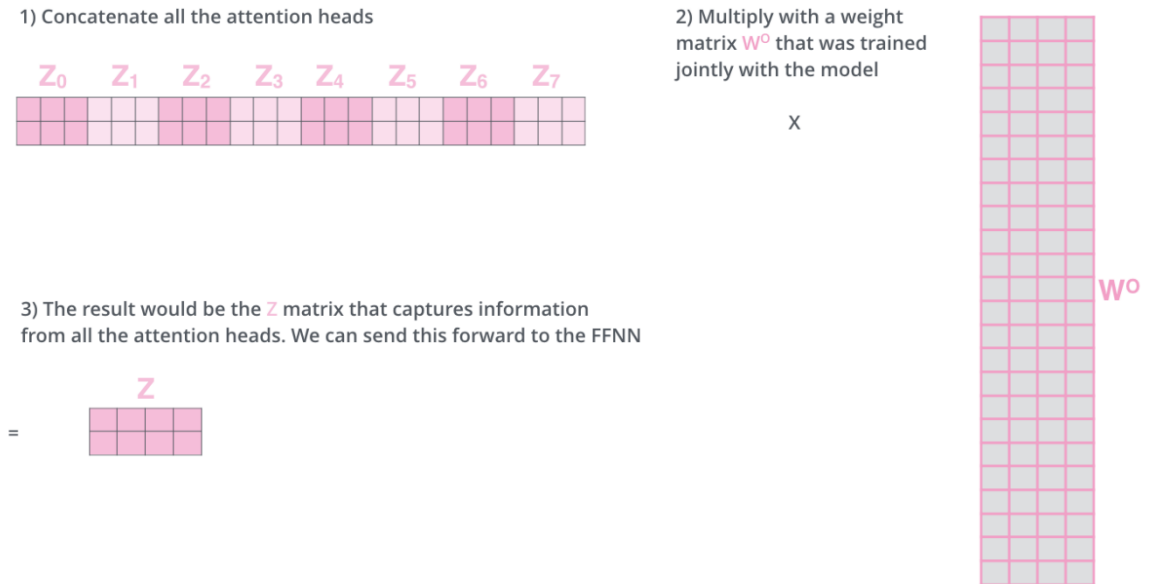 1) Concatenate all the attention heads
Z0 Z1 Z2 Z3 Z4 Z5 Z6 Z7
2) Multiply with a weight
matrix W^O that was trained
jointly with the model
X
W^O
3) The result would be the Z matrix that captures information
from all the attention heads. We can send this forward to the FFNN
Z
=